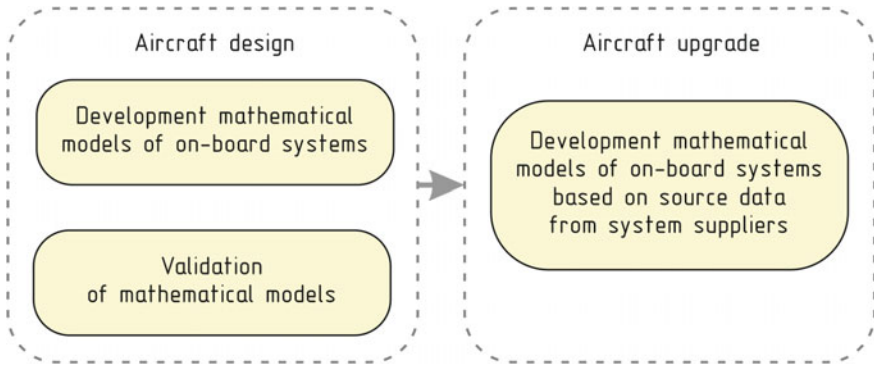 Aircraft design
Development mathematical
models of on-board systems
Validation
of mathematical models
Aircraft upgrade
Development mathematical
models of on-board systems
based on source data
from system suppliers